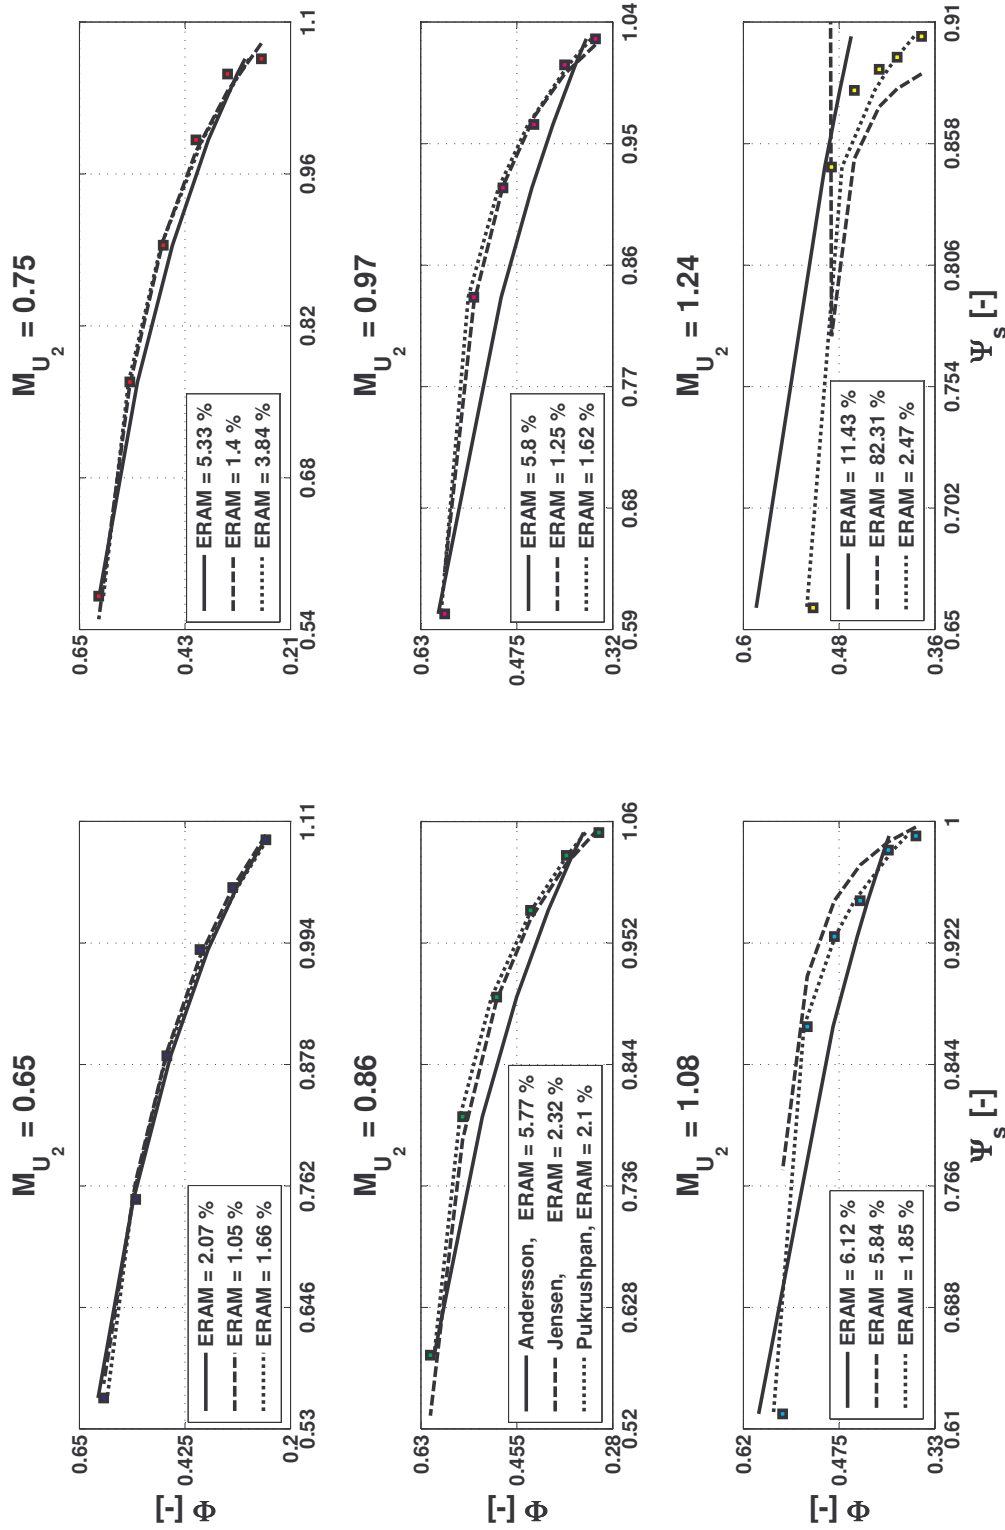 M_U_2 = 0.65
0.65
0.425
0.2
Φ [-]
ERAM = 2.07 %
ERAM = 1.05 %
ERAM = 1.66 %
0.53 0.646 0.762 0.878 0.994 1.11
M_U_2 = 0.75
0.65
0.43
0.21
ERAM = 5.33 %
ERAM = 1.4 %
ERAM = 3.84 %
0.54 0.68 0.82 0.96 1.1
M_U_2 = 0.86
0.63
0.455
0.28
Φ [-]
Andersson, ERAM = 5.77 %
Jensen, ERAM = 2.32 %
Pukrushpan, ERAM = 2.1 %
0.52 0.628 0.736 0.844 0.952 1.06
M_U_2 = 0.97
0.63
0.475
0.32
ERAM = 5.8 %
ERAM = 1.25 %
ERAM = 1.62 %
0.59 0.68 0.77 0.86 0.95 1.04
M_U_2 = 1.08
0.62
0.475
0.33
Φ [-]
ERAM = 6.12 %
ERAM = 5.84 %
ERAM = 1.85 %
0.61 0.688 0.766 0.844 0.922 1
Ψ_s [-]
M_U_2 = 1.24
0.6
0.48
0.36
ERAM = 11.43 %
ERAM = 82.31 %
ERAM = 2.47 %
0.65 0.702 0.754 0.806 0.858 0.91
Ψ_s [-]